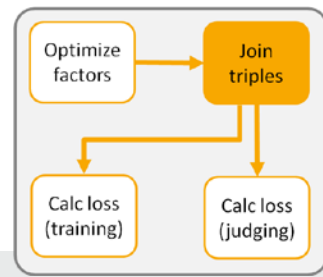 Optimize
factors
Join
triples
Calc loss
(training)
Calc loss
(judging)